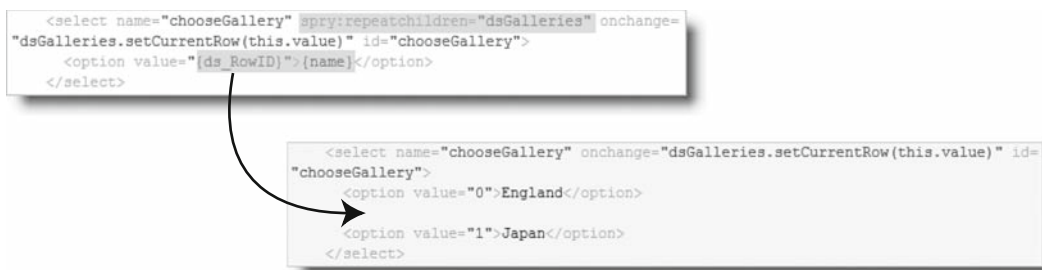 <select name="chooseGallery" spry:repeatchildren="dsGalleries" onchange=
"dsGalleries.setCurrentRow(this.value)" id="chooseGallery">
<option value="{ds_RowID}">{name}</option>
</select>
<select name="chooseGallery" onchange="dsGalleries.setCurrentRow(this.value)" id=
"chooseGallery">
<option value="0">England</option>
<option value="1">Japan</option>
</select>